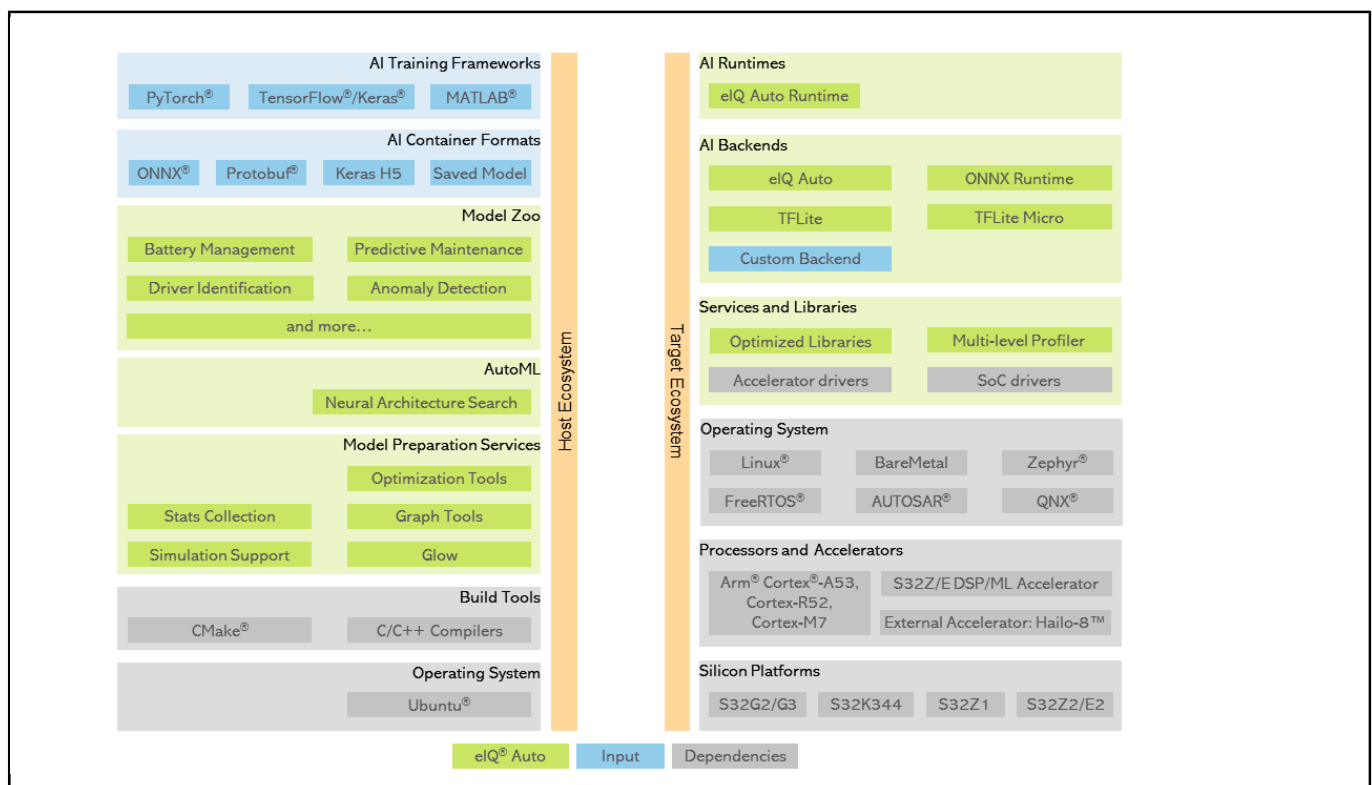 AI Training Frameworks
PyTorch® TensorFlow®/Keras® MATLAB®
AI Container Formats
ONNX® Protobuf® Keras H5 Saved Model
Model Zoo
Battery Management Predictive Maintenance
Driver Identification Anomaly Detection
and more...
AutoML
Neural Architecture Search
Model Preparation Services
Optimization Tools
Stats Collection Graph Tools
Simulation Support Glow
Build Tools
CMake® C/C++ Compilers
Operating System
Ubuntu®
Host Ecosystem
Target Ecosystem
AI Runtimes
eIQ Auto Runtime
AI Backends
eIQ Auto ONNX Runtime
TFLite TFLite Micro
Custom Backend
Services and Libraries
Optimized Libraries Multi-level Profiler
Accelerator drivers SoC drivers
Operating System
Linux® BareMetal Zephyr®
FreeRTOS® AUTOSAR® QNX®
Processors and Accelerators
Arm® Cortex®-A53,
Cortex-R52,
Cortex-M7
S32Z/E DSP/ML Accelerator
External Accelerator: Hailo-8™
Silicon Platforms
S32G2/G3 S32K344 S32Z1 S32Z2/E2
eIQ® Auto Input Dependencies